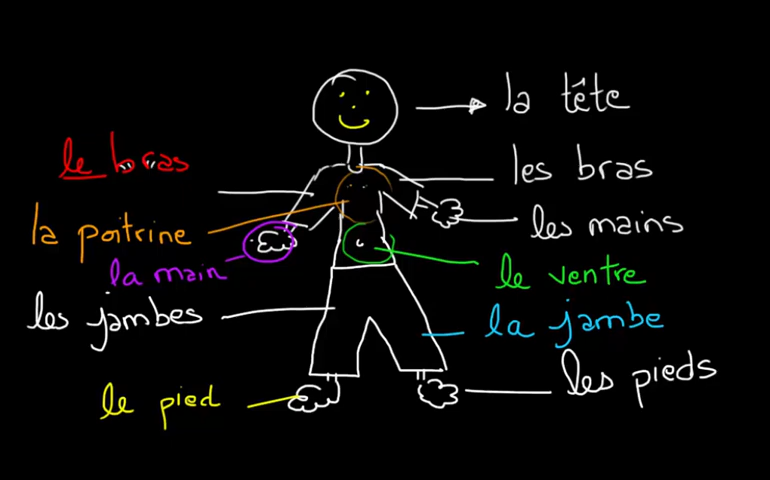 la tête
le bras
les bras
la poitrine
les mains
la main
le ventre
les jambes
la jambe
le pied
les pieds